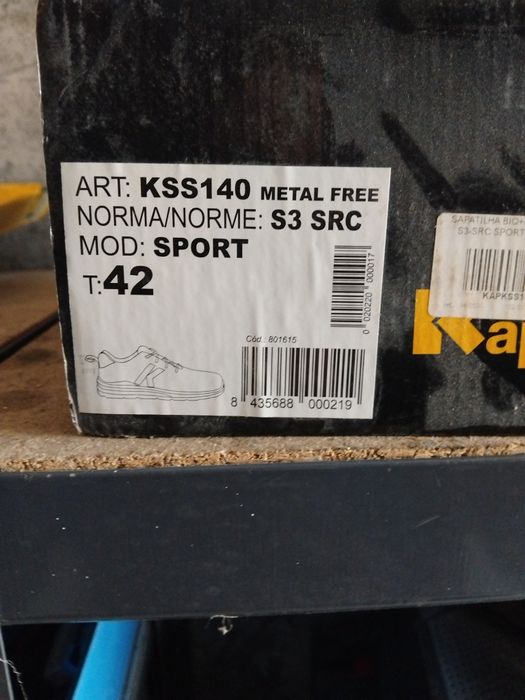 ART: KSS140 METAL FREE
NORMA/NORME: S3 SRC
MOD: SPORT
T:42
0 020220 000017
Cód.: 801615
8 435688 000219
SAPATILHA BIO
S3-SRC SPORT
KAPKSS1
Kap